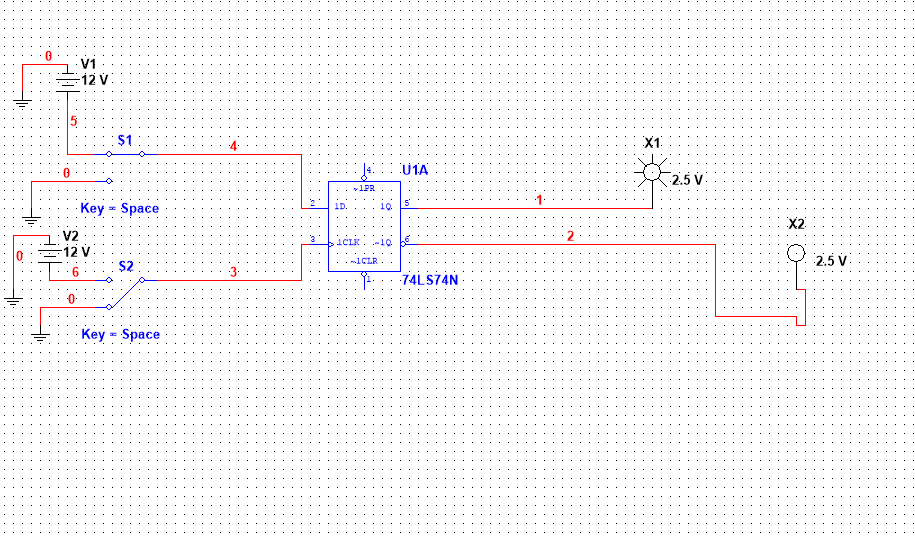 0
V1
12 V
5
S1
4
0
Key = Space
V2
12 V
0
6
S2
3
0
Key = Space
4
U1A
~1PR
2
1D
1Q
5
3
1CLK
~1Q
6
~1CLR
1
74LS74N
1
2
X1
2.5 V
X2
2.5 V